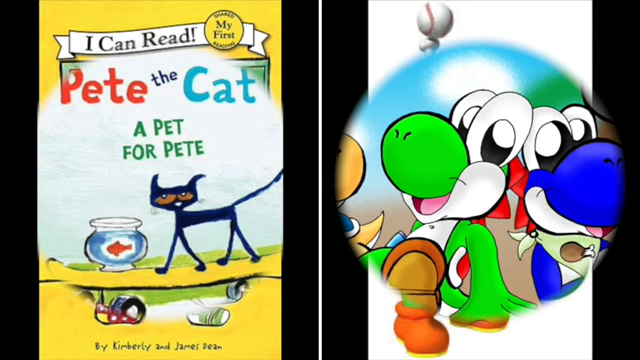 I Can Read!
SHARED
My
First
READING
Pete the Cat
A PET
FOR PETE
By Kimberly and James Dean